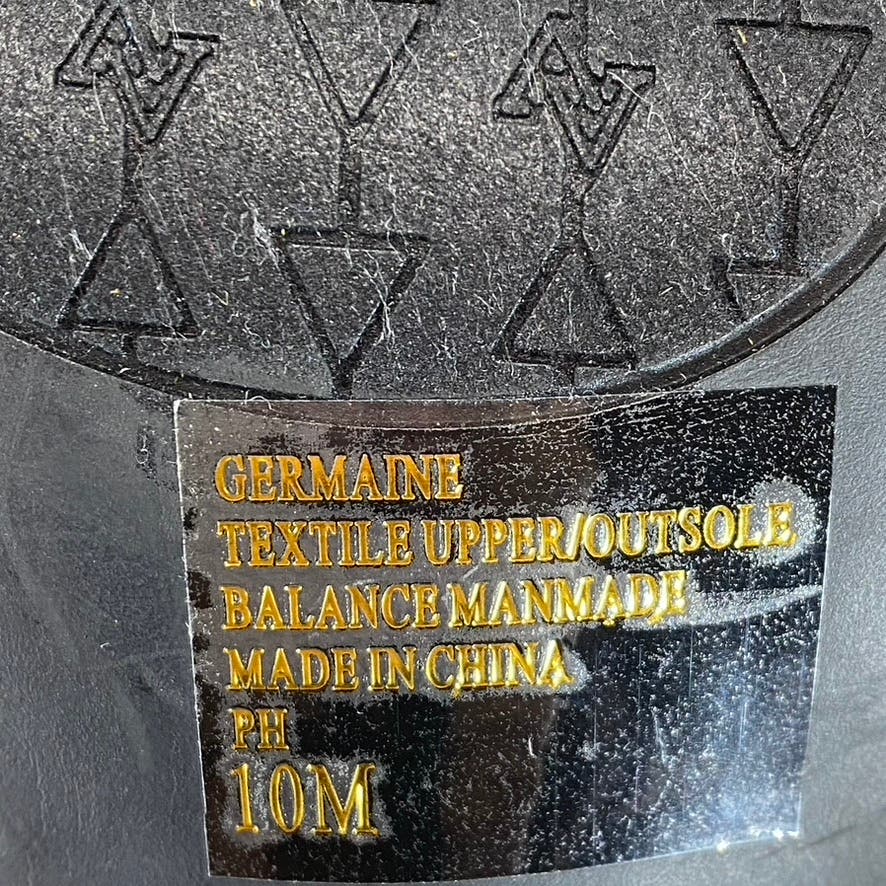 GERMAINE
TEXTILE UPPER/OUTSOLE
BALANCE MANMADE
MADE IN CHINA
PH
10M